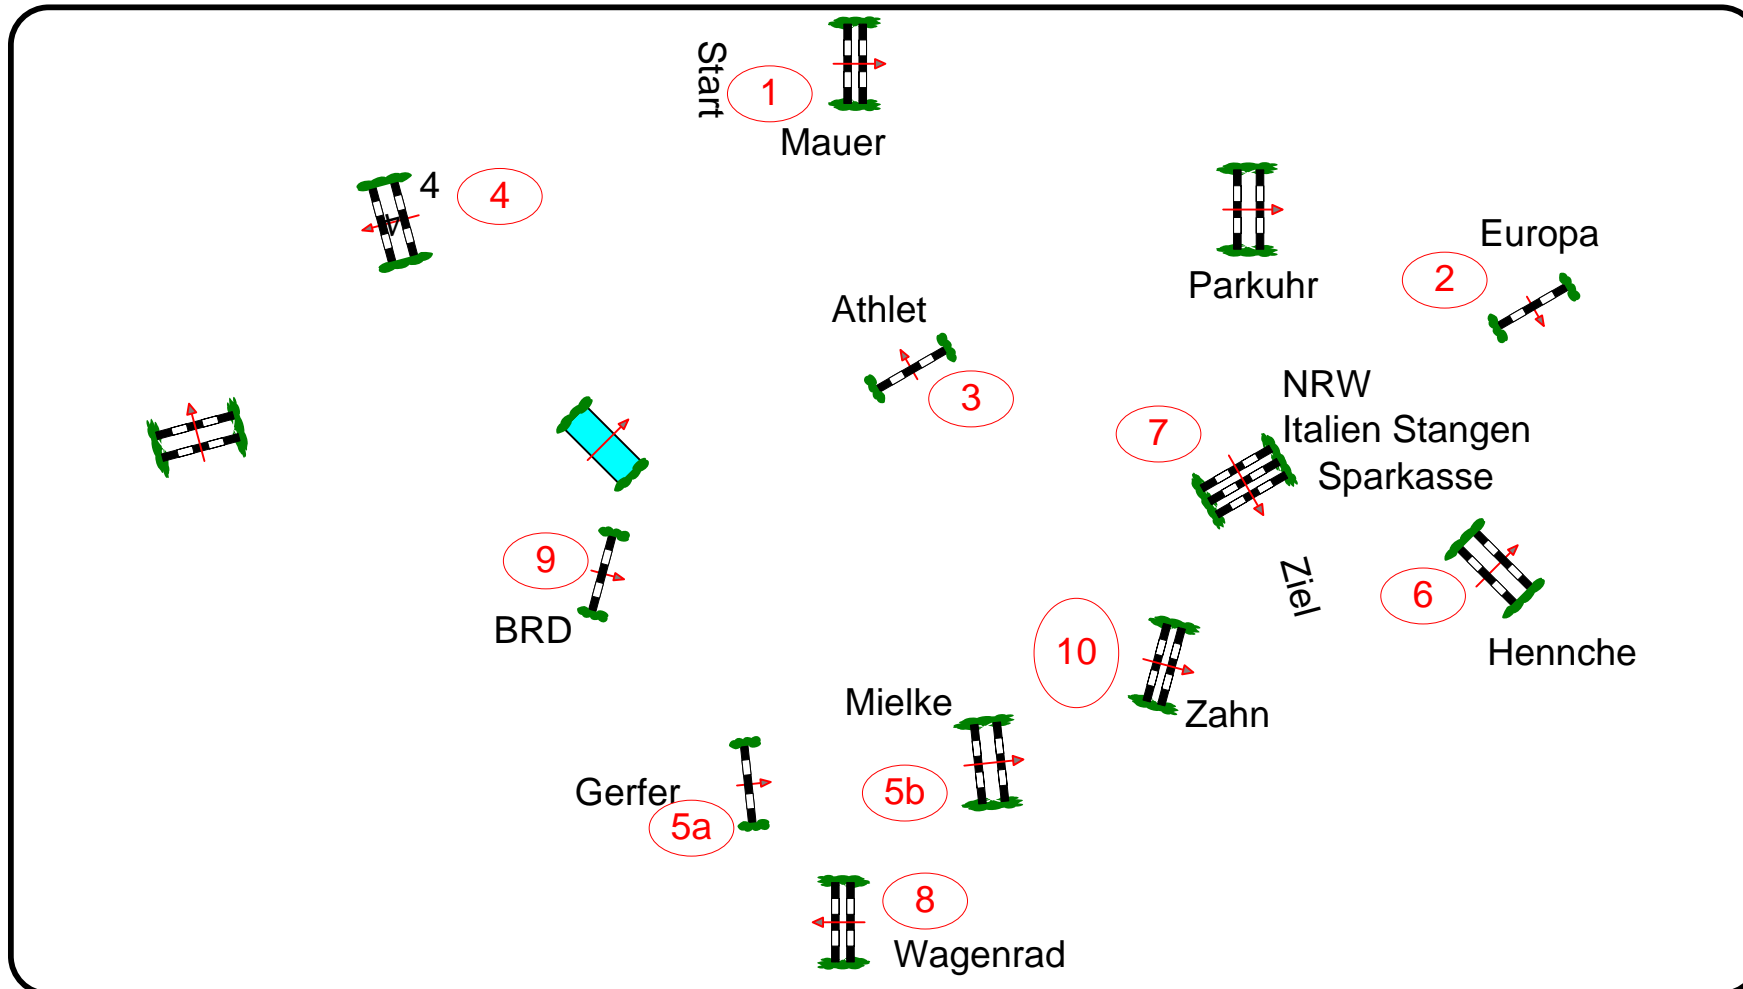 Start
1
Mauer
4
4
4
Parkuhr
Europa
2
Athlet
3
NRW
Italien Stangen
Sparkasse
7
9
BRD
Ziel
6
Hennche
10
Zahn
Mielke
5b
Gerfer
5a
8
Wagenrad